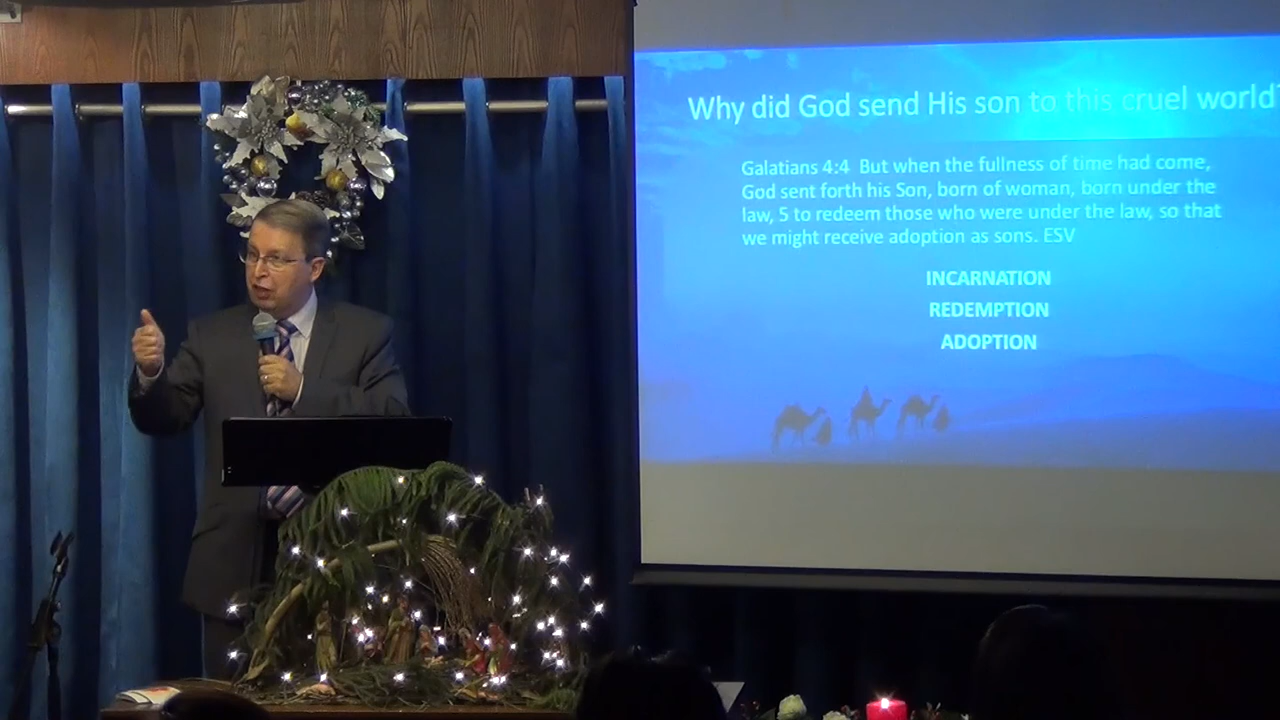 Why did God send His son to this cruel world?
Galatians 4:4 But when the fullness of time had come,
God sent forth his Son, born of woman, born under the
law, 5 to redeem those who were under the law, so that
we might receive adoption as sons. ESV
INCARNATION
REDEMPTION
ADOPTION